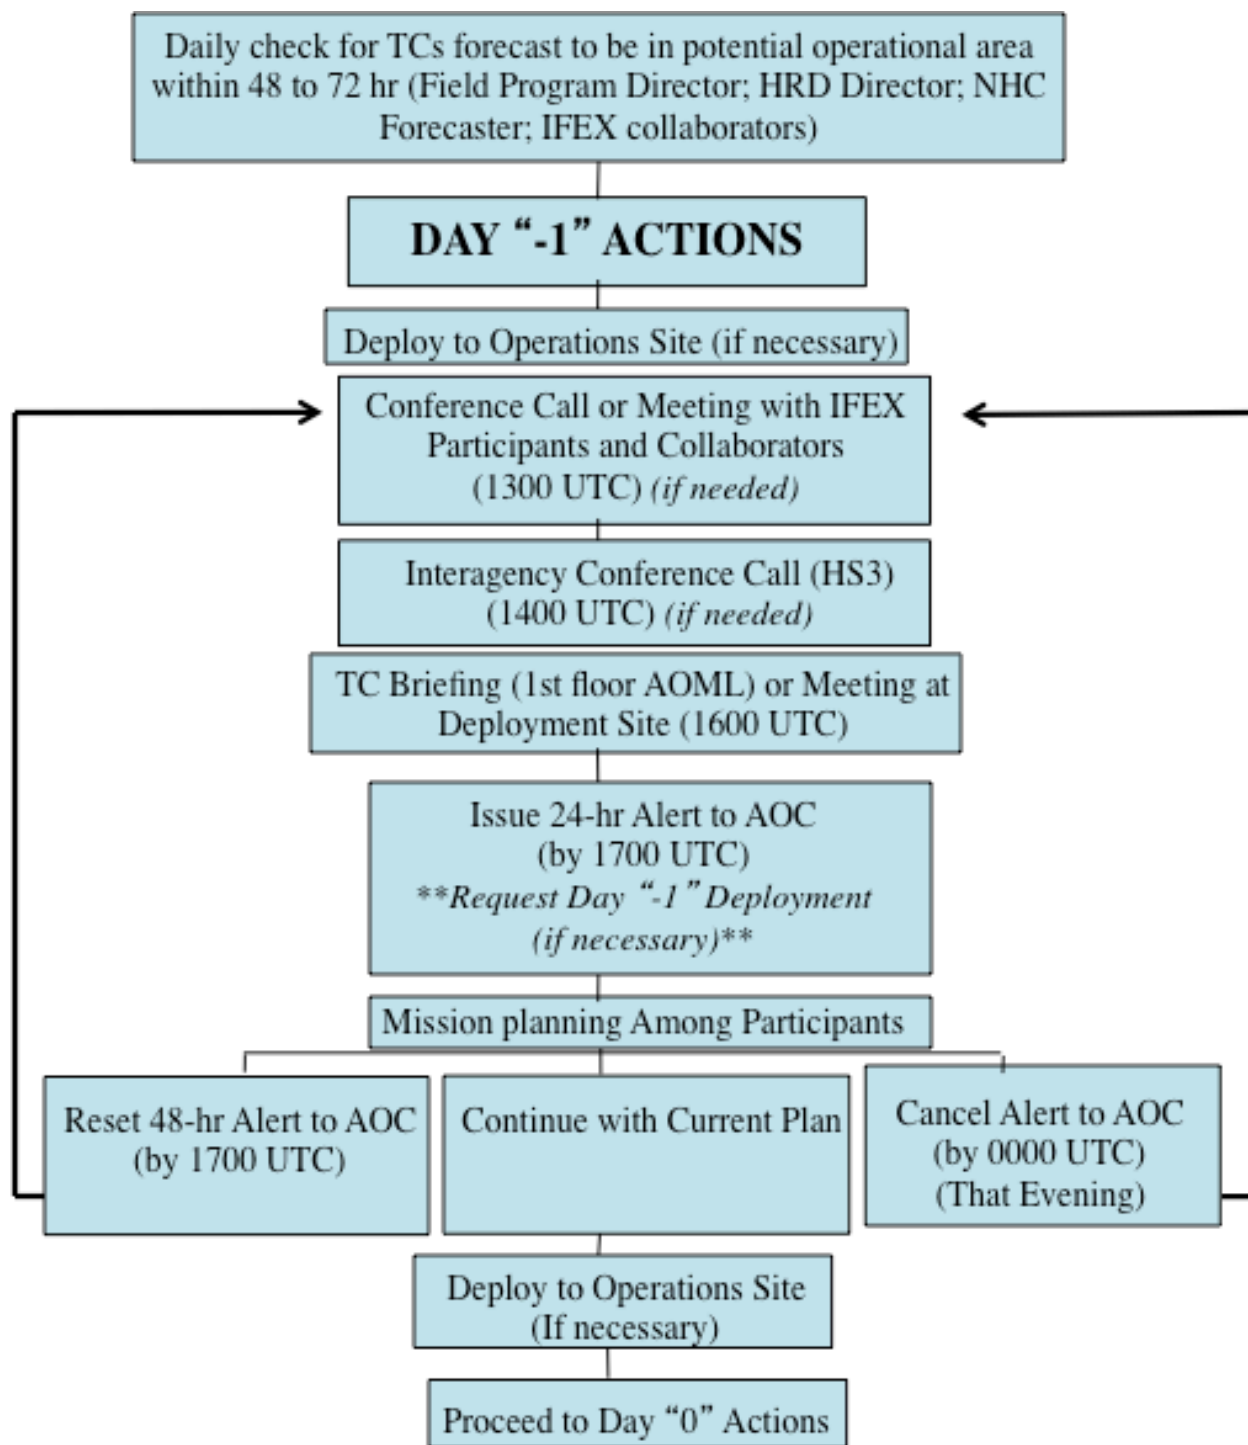 Daily check for TCs forecast to be in potential operational area
within 48 to 72 hr (Field Program Director; HRD Director; NHC
Forecaster; IFEX collaborators)
DAY “-1” ACTIONS
Deploy to Operations Site (if necessary)
Conference Call or Meeting with IFEX
Participants and Collaborators
(1300 UTC) (if needed)
Interagency Conference Call (HS3)
(1400 UTC) (if needed)
TC Briefing (1st floor AOML) or Meeting at
Deployment Site (1600 UTC)
Issue 24-hr Alert to AOC
(by 1700 UTC)
**Request Day “-1” Deployment
(if necessary)**
Mission planning Among Participants
Reset 48-hr Alert to AOC
(by 1700 UTC)
Continue with Current Plan
Cancel Alert to AOC
(by 0000 UTC)
(That Evening)
Deploy to Operations Site
(If necessary)
Proceed to Day “0” Actions